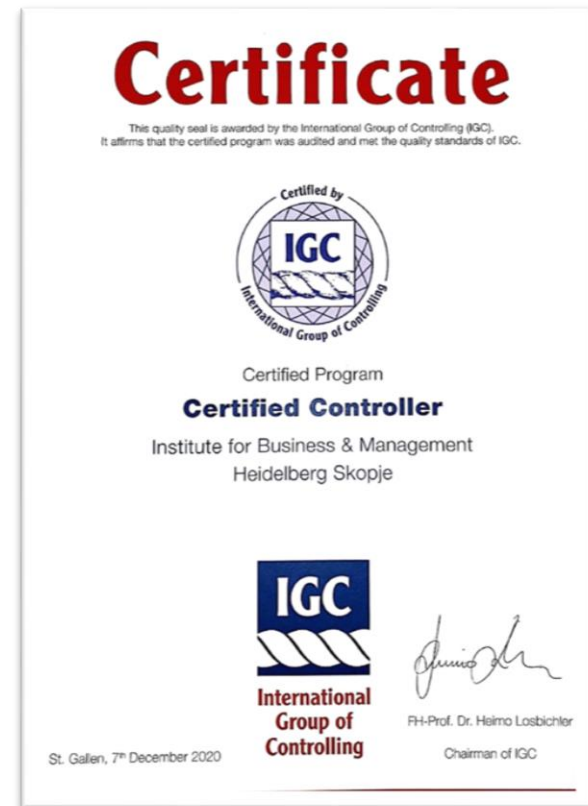 Certificate
This quality seal is awarded by the International Group of Controlling (IGC).
It affirms that the certified program was audited and met the quality standards of IGC.
Certified by
IGC
International Group of Controlling
Certified Program
Certified Controller
Institute for Business & Management
Heidelberg Skopje
IGC
International
Group of
Controlling
FH-Prof. Dr. Heimo Losbichler
St. Gallen, 7th December 2020
Chairman of IGC